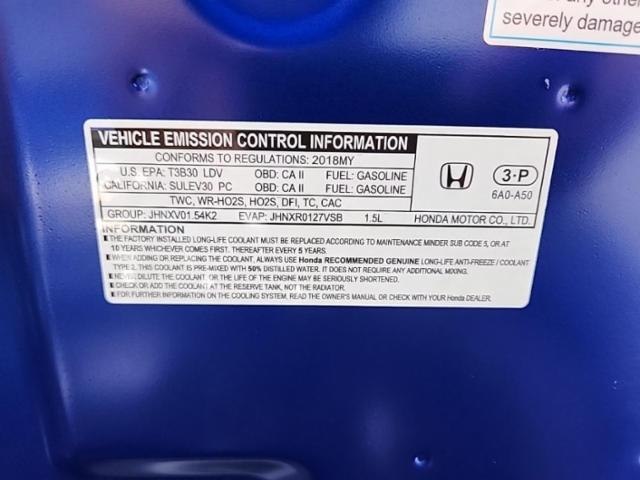 any other
severely damage
VEHICLE EMISSION CONTROL INFORMATION
CONFORMS TO REGULATIONS: 2018MY
U.S. EPA: T3B30 LDV OBD: CA II FUEL: GASOLINE
CALIFORNIA: SULEV30 PC OBD: CA II FUEL: GASOLINE
TWC, WR-HO2S, HO2S, DFI, TC, CAC
GROUP: JHNXV01.54K2 EVAP: JHNXR0127VSB 1.5L
3-P
6A0-A50
HONDA MOTOR CO., LTD.
INFORMATION
■ THE FACTORY INSTALLED LONG-LIFE COOLANT MUST BE REPLACED ACCORDING TO MAINTENANCE MINDER SUB CODE 5, OR AT
10 YEARS WHICHEVER COMES FIRST. THEREAFTER EVERY 5 YEARS.
■ WHEN ADDING OR REPLACING THE COOLANT, ALWAYS USE Honda RECOMMENDED GENUINE LONG-LIFE ANTI-FREEZE / COOLANT
TYPE 2. THIS COOLANT IS PRE-MIXED WITH 50% DISTILLED WATER. IT DOES NOT REQUIRE ANY ADDITIONAL MIXING.
■ NEVER DILUTE THE COOLANT OR THE LIFE OF THE ENGINE MAY BE SERIOUSLY SHORTENED.
■ CHECK OR ADD THE COOLANT AT THE RESERVE TANK, NOT THE RADIATOR.
■ FOR FURTHER INFORMATION ON THE COOLING SYSTEM, READ THE OWNER'S MANUAL OR CHECK WITH YOUR Honda DEALER.